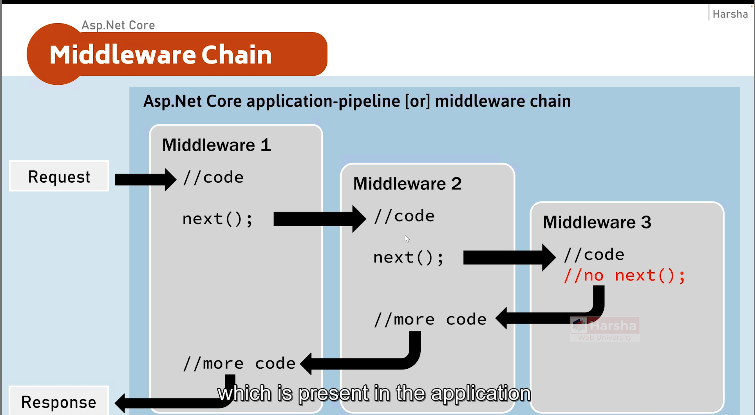 Harsha
Asp.Net Core
Middleware Chain
Asp.Net Core application-pipeline [or] middleware chain
Request
Middleware 1
//code
next();
Middleware 2
//code
next();
Middleware 3
//code
//no next();
//more code
Harsha
//more code
which is present in the application
Response